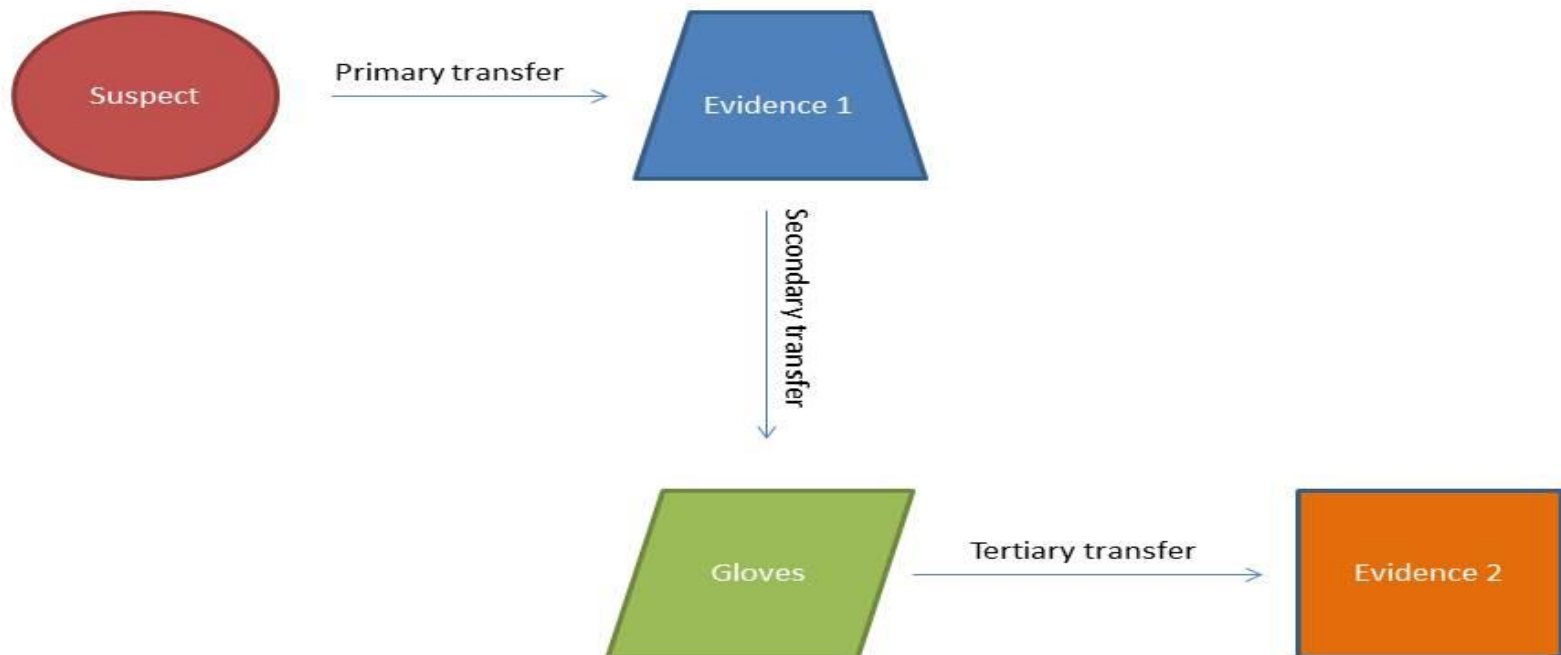 Suspect
Primary transfer
Evidence 1
Secondary transfer
Gloves
Tertiary transfer
Evidence 2